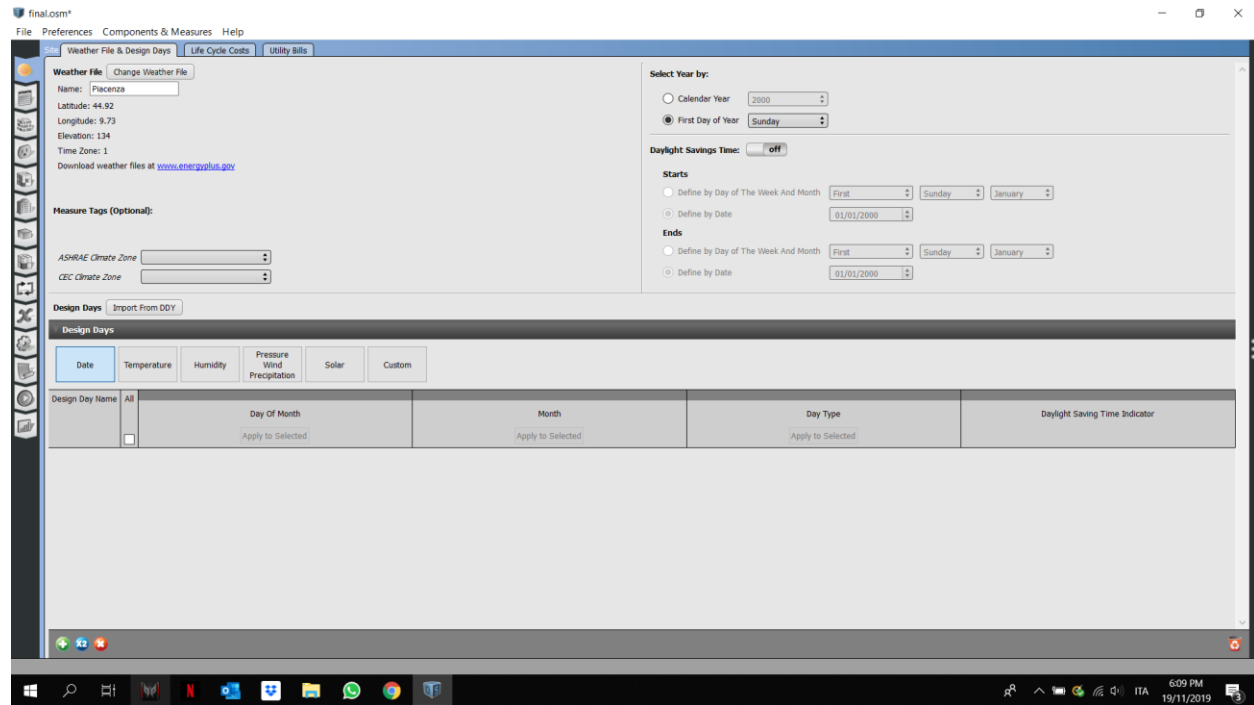 final.osm*
File Preferences Components & Measures Help
Site Weather File & Design Days Life Cycle Costs Utility Bills
Weather File Change Weather File
Name: Piacenza
Latitude: 44.92
Longitude: 9.73
Elevation: 134
Time Zone: 1
Download weather files at www.energyplus.gov
Measure Tags (Optional):
ASHRAE Climate Zone
CEC Climate Zone
Select Year by:
Calendar Year 2000
First Day of Year Sunday
Daylight Savings Time: off
Starts
Define by Day of The Week And Month First Sunday January
Define by Date 01/01/2000
Ends
Define by Day of The Week And Month First Sunday January
Define by Date 01/01/2000
Design Days Import From DDY
Design Days
Date Temperature Humidity Pressure Wind Precipitation Solar Custom
Design Day Name All
Day Of Month Month Day Type Daylight Saving Time Indicator
Apply to Selected Apply to Selected Apply to Selected
X2
N
ITA
6:09 PM
19/11/2019
3